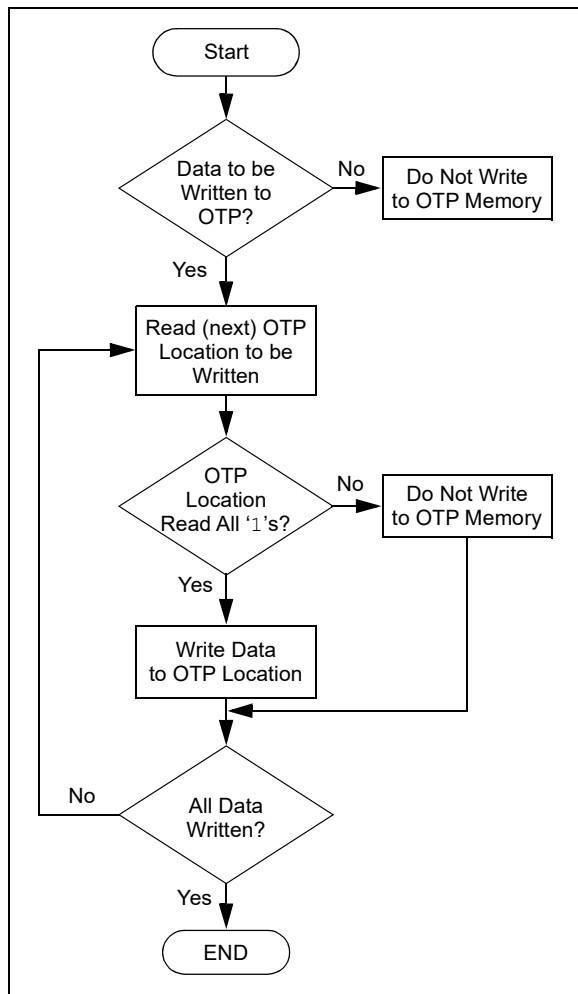 Start
Data to be
Written to
OTP?
No
Do Not Write
to OTP Memory
Yes
Read (next) OTP
Location to be
Written
OTP
Location
Read All ‘1’s?
No
Do Not Write
to OTP Memory
Yes
Write Data
to OTP Location
No
All Data
Written?
Yes
END